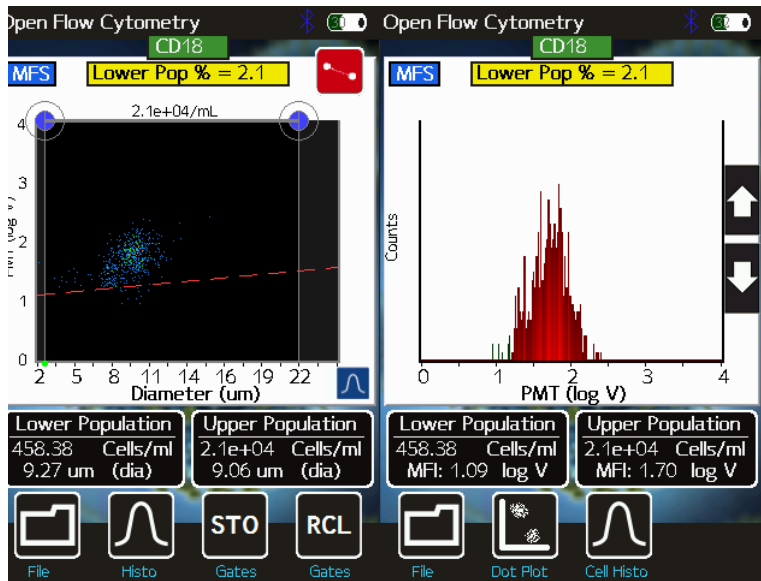 Open Flow Cytometry
CD18
MFS
Lower Pop % = 2.1
2.1e+04/mL
4
3
2
1
0
2 5 8 11 14 16 19 22
Diameter (um)
Lower Population
458.38 Cells/ml
9.27 um (dia)
Upper Population
2.1e+04 Cells/ml
9.06 um (dia)
File
Histo
STO
Gates
RCL
Gates
Open Flow Cytometry
CD18
MFS
Lower Pop % = 2.1
Counts
0 1 2 3 4
PMT (log V)
Lower Population
458.38 Cells/ml
MFI: 1.09 log V
Upper Population
2.1e+04 Cells/ml
MFI: 1.70 log V
File
Dot Plot
Cell Histo